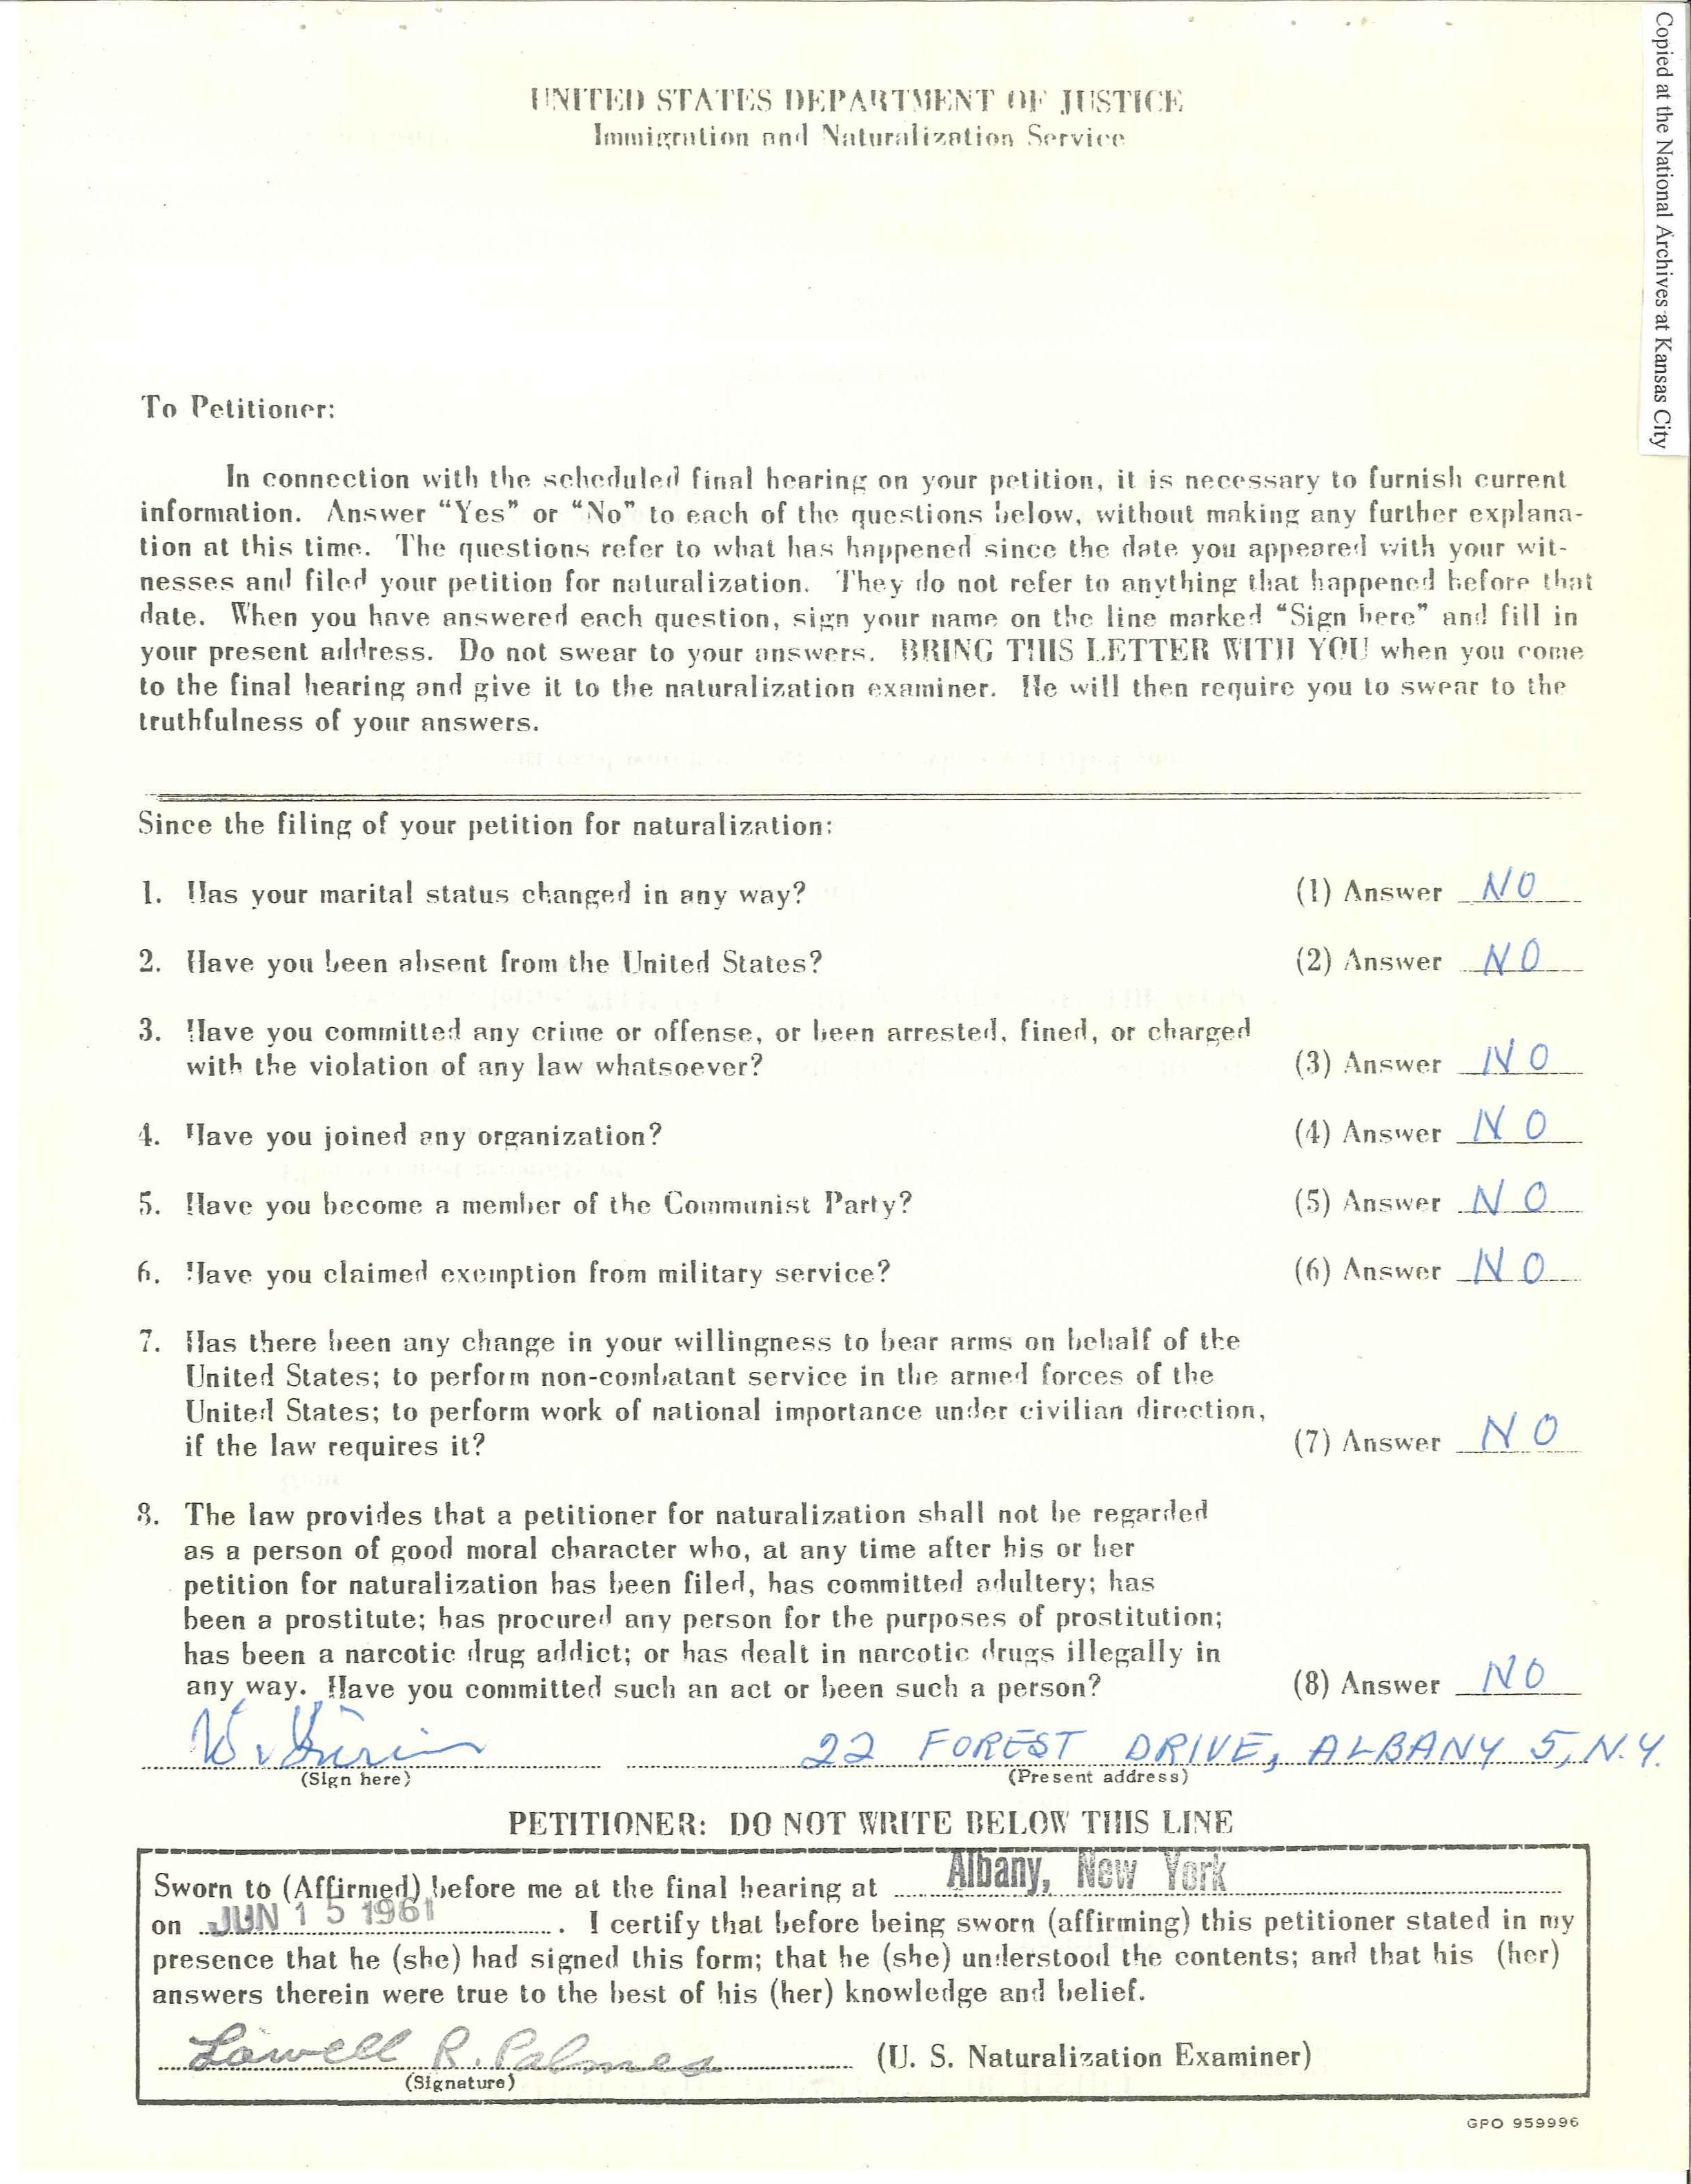 Copied at the National Archives at Kansas City
UNITED STATES DEPARTMENT OF JUSTICE
Immigration and Naturalization Service
To Petitioner:
In connection with the scheduled final hearing on your petition, it is necessary to furnish current
information. Answer “Yes” or “No” to each of the questions below, without making any further explana-
tion at this time. The questions refer to what has happened since the date you appeared with your wit-
nesses and filed your petition for naturalization. They do not refer to anything that happened before that
date. When you have answered each question, sign your name on the line marked “Sign here” and fill in
your present address. Do not swear to your answers. BRING THIS LETTER WITH YOU when you come
to the final hearing and give it to the naturalization examiner. He will then require you to swear to the
truthfulness of your answers.
Since the filing of your petition for naturalization:
1. Has your marital status changed in any way? (1) Answer NO
2. Have you been absent from the United States? (2) Answer NO
3. Have you committed any crime or offense, or been arrested, fined, or charged
with the violation of any law whatsoever? (3) Answer NO
4. Have you joined any organization? (4) Answer NO
5. Have you become a member of the Communist Party? (5) Answer NO
6. Have you claimed exemption from military service? (6) Answer NO
7. Has there been any change in your willingness to bear arms on behalf of the
United States; to perform non-combatant service in the armed forces of the
United States; to perform work of national importance under civilian direction,
if the law requires it? (7) Answer NO
8. The law provides that a petitioner for naturalization shall not be regarded
as a person of good moral character who, at any time after his or her
petition for naturalization has been filed, has committed adultery; has
been a prostitute; has procured any person for the purposes of prostitution;
has been a narcotic drug addict; or has dealt in narcotic drugs illegally in
any way. Have you committed such an act or been such a person? (8) Answer NO
22 FOREST DRIVE, ALBANY 5, N.Y.
(Sign here) (Present address)
PETITIONER: DO NOT WRITE BELOW THIS LINE
Sworn to (Affirmed) before me at the final hearing at Albany, New York
on JUN 15 1961. I certify that before being sworn (affirming) this petitioner stated in my
presence that he (she) had signed this form; that he (she) understood the contents; and that his (her)
answers therein were true to the best of his (her) knowledge and belief.
Lowell R. Palmer (U. S. Naturalization Examiner)
(Signature)
GPO 959996